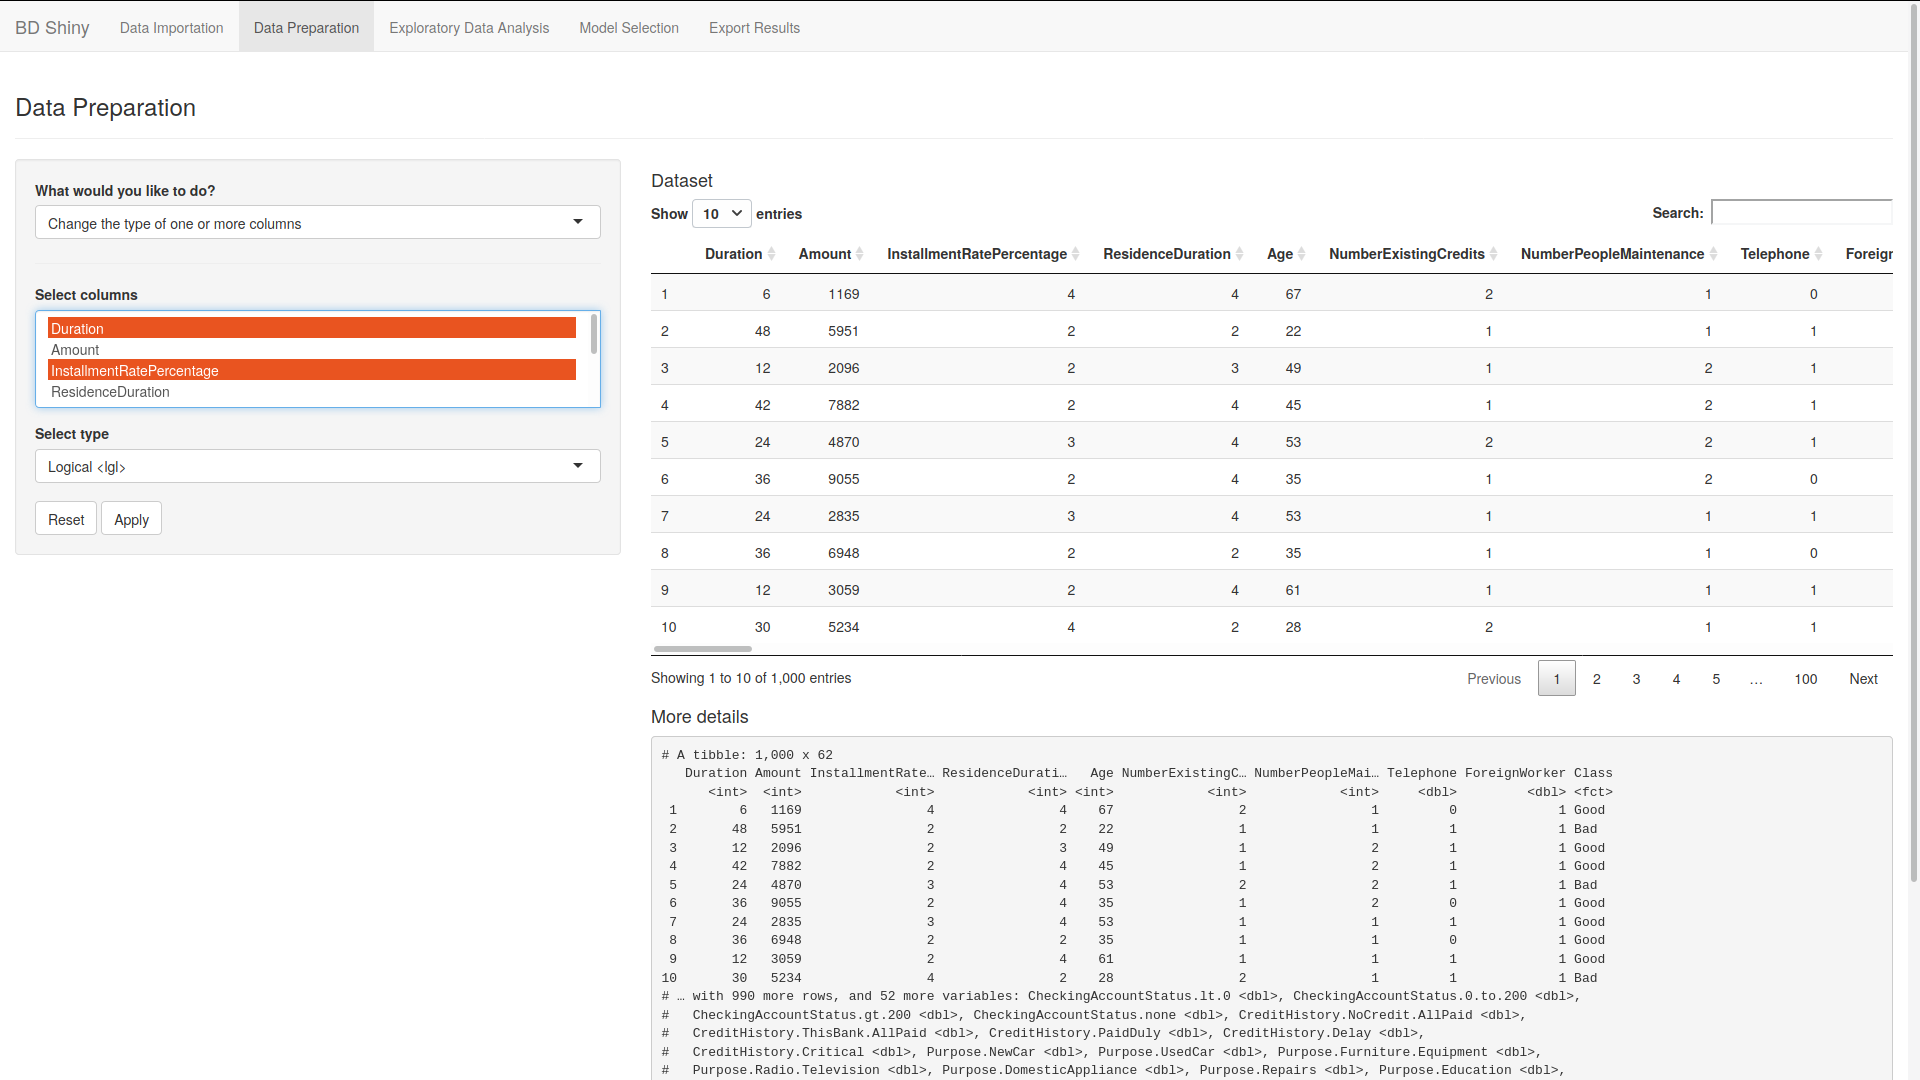 BD Shiny Data Importation Data Preparation Exploratory Data Analysis Model Selection Export Results
Data Preparation
What would you like to do?
Change the type of one or more columns
Select columns
Duration
Amount
InstallmentRatePercentage
ResidenceDuration
Select type
Logical <lgl>
Reset Apply
Dataset
Show 10 entries Search:
Duration Amount InstallmentRatePercentage ResidenceDuration Age NumberExistingCredits NumberPeopleMaintenance Telephone Foreign
1 6 1169 4 4 67 2 1 0
2 48 5951 2 2 22 1 1 1
3 12 2096 2 3 49 1 2 1
4 42 7882 2 4 45 1 2 1
5 24 4870 3 4 53 2 2 1
6 36 9055 2 4 35 1 2 0
7 24 2835 3 4 53 1 1 1
8 36 6948 2 2 35 1 1 0
9 12 3059 2 4 61 1 1 1
10 30 5234 4 2 28 2 1 1
Showing 1 to 10 of 1,000 entries Previous 1 2 3 4 5 … 100 Next
More details
# A tibble: 1,000 x 62
Duration Amount InstallmentRate… ResidenceDurati… Age NumberExistingC… NumberPeopleMai… Telephone ForeignWorker Class
<int> <int> <int> <int> <int> <int> <int> <dbl> <dbl> <fct>
1 6 1169 4 4 67 2 1 0 1 Good
2 48 5951 2 2 22 1 1 1 1 Bad
3 12 2096 2 3 49 1 2 1 1 Good
4 42 7882 2 4 45 1 2 1 1 Good
5 24 4870 3 4 53 2 2 1 1 Bad
6 36 9055 2 4 35 1 2 0 1 Good
7 24 2835 3 4 53 1 1 1 1 Good
8 36 6948 2 2 35 1 1 0 1 Good
9 12 3059 2 4 61 1 1 1 1 Good
10 30 5234 4 2 28 2 1 1 1 Bad
# … with 990 more rows, and 52 more variables: CheckingAccountStatus.lt.0 <dbl>, CheckingAccountStatus.0.to.200 <dbl>,
# CheckingAccountStatus.gt.200 <dbl>, CheckingAccountStatus.none <dbl>, CreditHistory.NoCredit.AllPaid <dbl>,
# CreditHistory.ThisBank.AllPaid <dbl>, CreditHistory.PaidDuly <dbl>, CreditHistory.Delay <dbl>,
# CreditHistory.Critical <dbl>, Purpose.NewCar <dbl>, Purpose.UsedCar <dbl>, Purpose.Furniture.Equipment <dbl>,
# Purpose.Radio.Television <dbl>, Purpose.DomesticAppliance <dbl>, Purpose.Repairs <dbl>, Purpose.Education <dbl>,